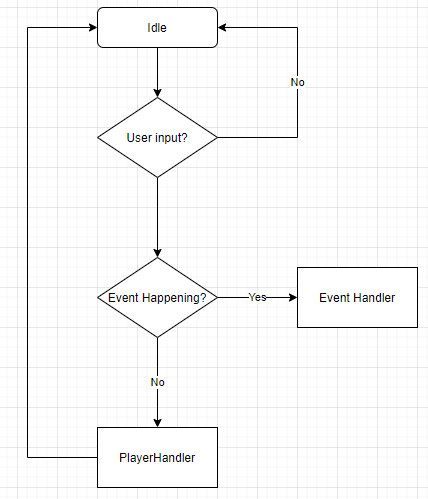 Idle
No
User input?
Event Happening?
Yes
Event Handler
No
PlayerHandler